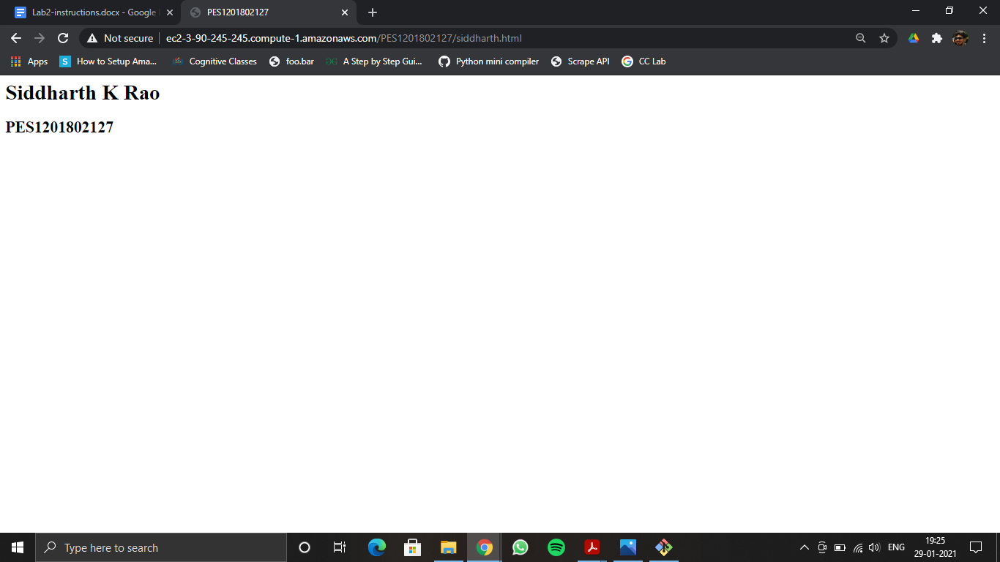 Lab2-instructions.docx - Google
PES1201802127
Not secure
ec2-3-90-245-245.compute-1.amazonaws.com/PES1201802127/siddharth.html
Apps
How to Setup Ama...
Cognitive Classes
foo.bar
A Step by Step Gui...
Python mini compiler
Scrape API
CC Lab
Siddharth K Rao
PES1201802127
Type here to search
ENG
19:25
29-01-2021